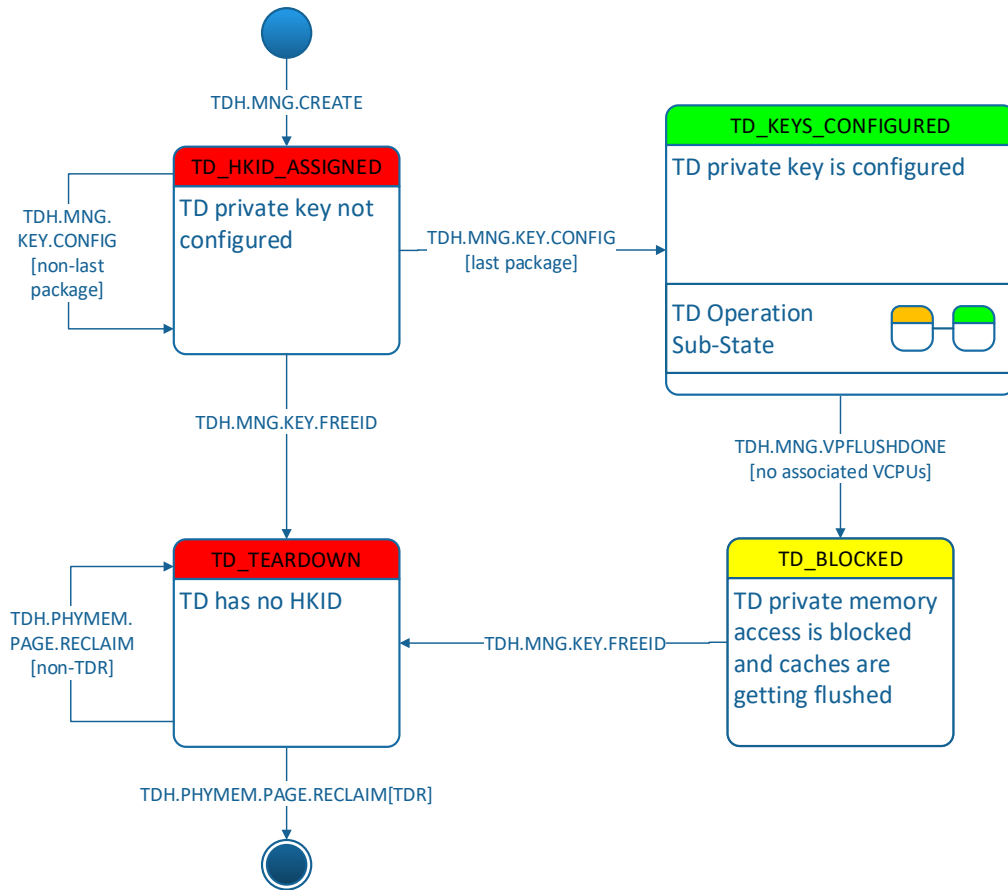 TDH.MNG.CREATE
TD_HKID_ASSIGNED
TD private key not
configured
TDH.MNG.
KEY.CONFIG
[non-last
package]
TDH.MNG.KEY.CONFIG
[last package]
TD_KEYS_CONFIGURED
TD private key is configured
TD Operation
Sub-State
TDH.MNG.KEY.FREEID
TDH.MNG.VPFLUSHDONE
[no associated VCPUs]
TD_TEARDOWN
TD has no HKID
TDH.PHYMEM.
PAGE.RECLAIM
[non-TDR]
TDH.MNG.KEY.FREEID
TD_BLOCKED
TD private memory
access is blocked
and caches are
getting flushed
TDH.PHYMEM.PAGE.RECLAIM[TDR]